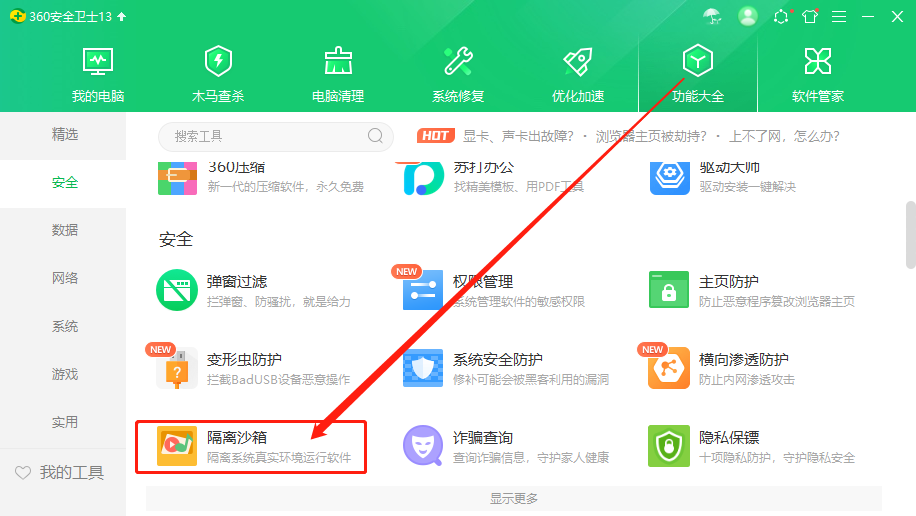 360安全卫士13
我的电脑
木马查杀
电脑清理
系统修复
优化加速
功能大全
软件管家
精选
安全
数据
网络
系统
游戏
实用
我的工具
搜索工具
HOT 显卡、声卡出故障? · 浏览器主页被劫持? · 上不了网,怎么办?
360压缩
新一代的压缩软件,永久免费
苏打办公
找精美模板、用PDF工具
驱动大师
驱动安装一键解决
安全
弹窗过滤
拦弹窗、防骚扰,就是给力
NEW
权限管理
系统管理软件的敏感权限
主页防护
防止恶意程序篡改浏览器主页
NEW
变形虫防护
拦截BadUSB设备恶意操作
系统安全防护
修补可能会被黑客利用的漏洞
NEW
横向渗透防护
防止内网渗透攻击
隔离沙箱
隔离系统真实环境运行软件
诈骗查询
查询诈骗信息,守护家人健康
隐私保镖
十项隐私防护,守护隐私安全
显示更多